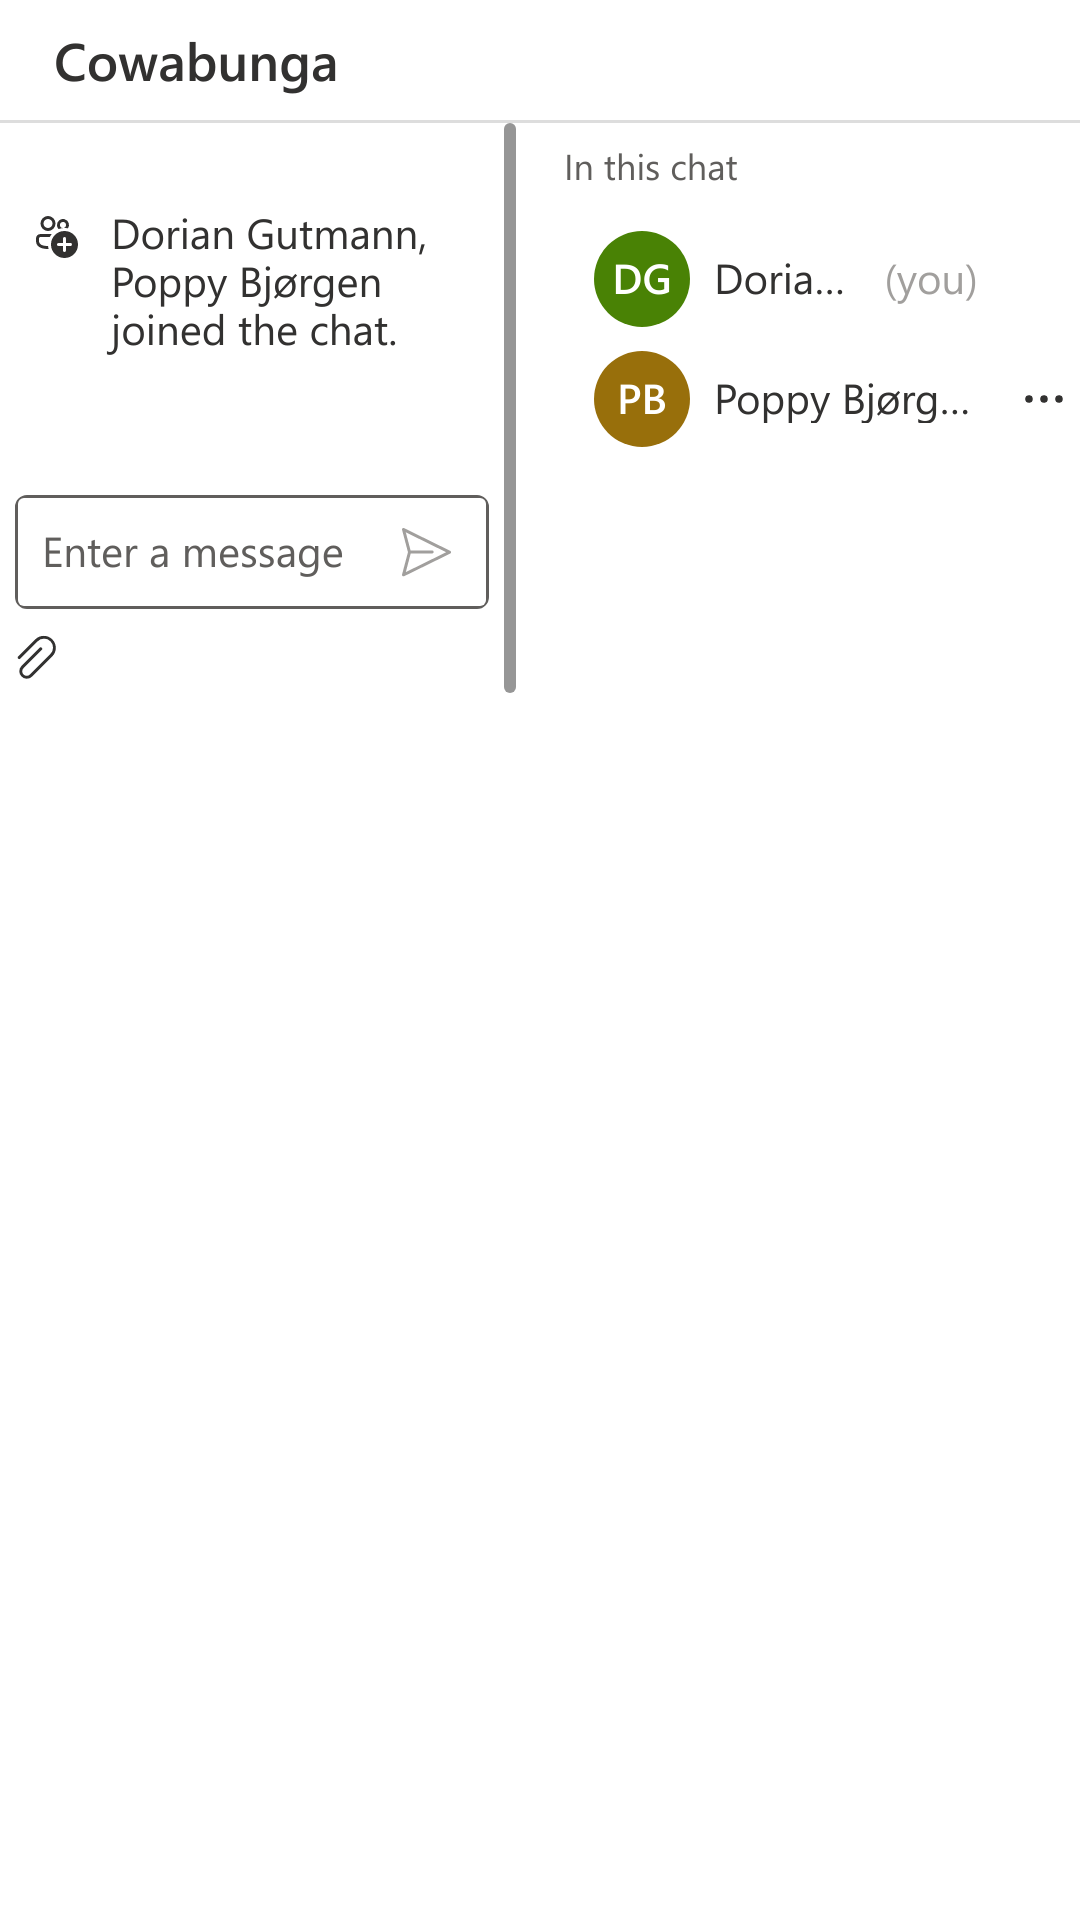 Cowabunga
Dorian Gutmann,
Poppy Bjørgen
joined the chat.
Enter a message
In this chat
DG Doria... (you)
PB Poppy Bjørg...